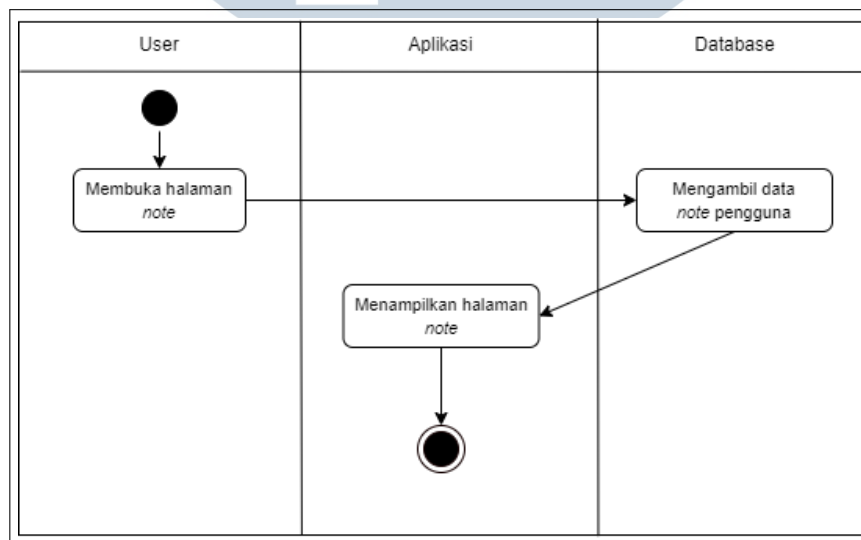 User
Aplikasi
Database
Membuka halaman
note
Mengambil data
note pengguna
Menampilkan halaman
note